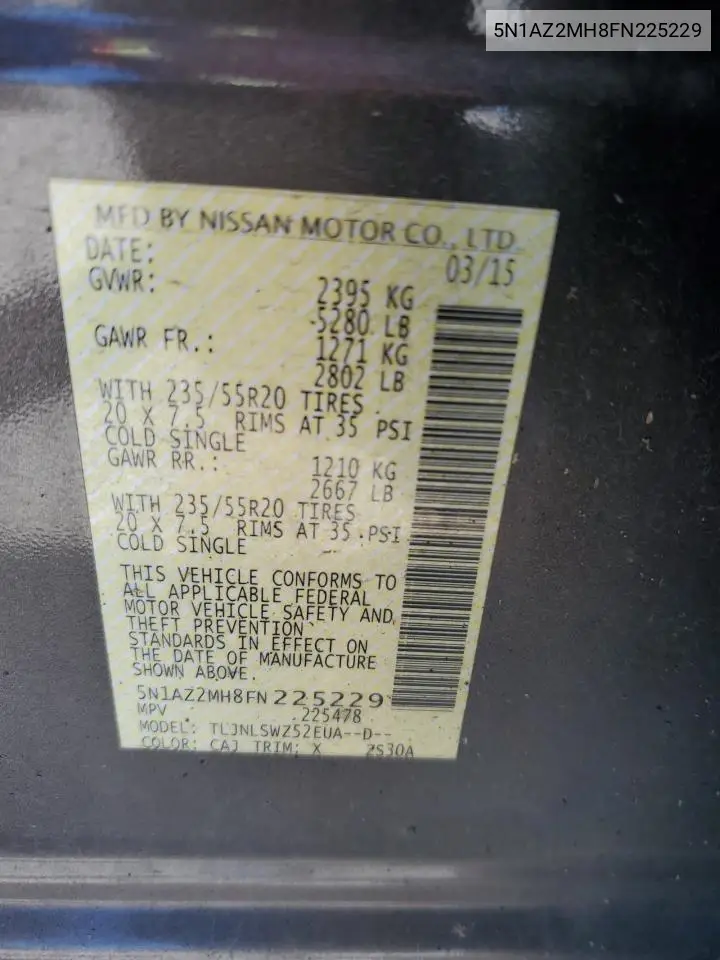 5N1AZ2MH8FN225229
MFD BY NISSAN MOTOR CO., LTD.
DATE: 03/15
GVWR: 2395 KG
5280 LB
GAWR FR.: 1271 KG
2802 LB
WITH 235/55R20 TIRES
20 X 7.5 RIMS AT 35 PSI
COLD SINGLE
GAWR RR.: 1210 KG
2667 LB
WITH 235/55R20 TIRES
20 X 7.5 RIMS AT 35 PSI
COLD SINGLE
THIS VEHICLE CONFORMS TO
ALL APPLICABLE FEDERAL
MOTOR VEHICLE SAFETY AND
THEFT PREVENTION
STANDARDS IN EFFECT ON
THE DATE OF MANUFACTURE
SHOWN ABOVE.
5N1AZ2MH8FN225229
MPV 225478
MODEL: TLJNLSWZ52EUA--D--
COLOR: CAJ TRIM: X ZS30A